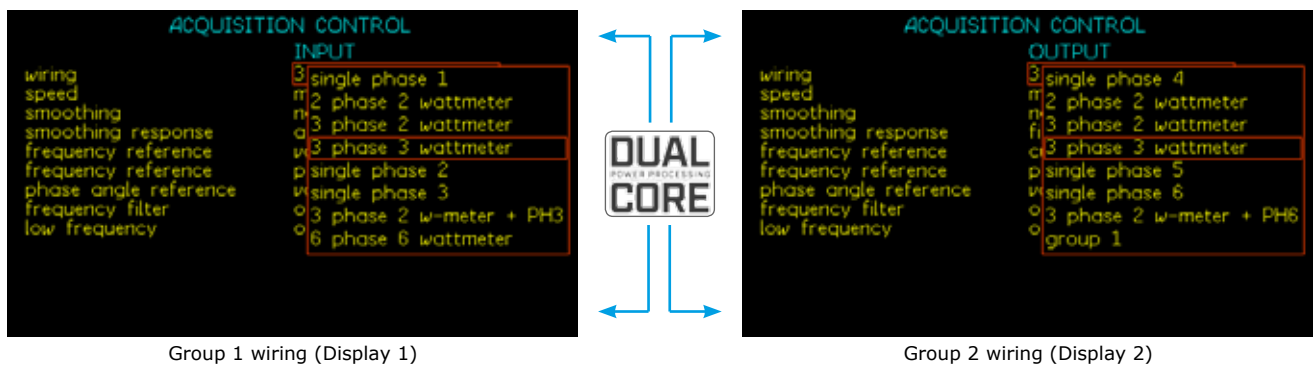 ACQUISITION CONTROL
INPUT
wiring
speed
smoothing
smoothing response
frequency reference
frequency reference
phase angle reference
frequency filter
low frequency
3
single phase 1
2 phase 2 wattmeter
3 phase 2 wattmeter
3 phase 3 wattmeter
single phase 2
single phase 3
3 phase 2 w-meter + PH3
6 phase 6 wattmeter
Group 1 wiring (Display 1)
DUAL
POWER PROCESSING
CORE
ACQUISITION CONTROL
OUTPUT
wiring
speed
smoothing
smoothing response
frequency reference
frequency reference
phase angle reference
frequency filter
low frequency
3
single phase 4
2 phase 2 wattmeter
3 phase 2 wattmeter
3 phase 3 wattmeter
single phase 5
single phase 6
3 phase 2 w-meter + PH6
group 1
Group 2 wiring (Display 2)